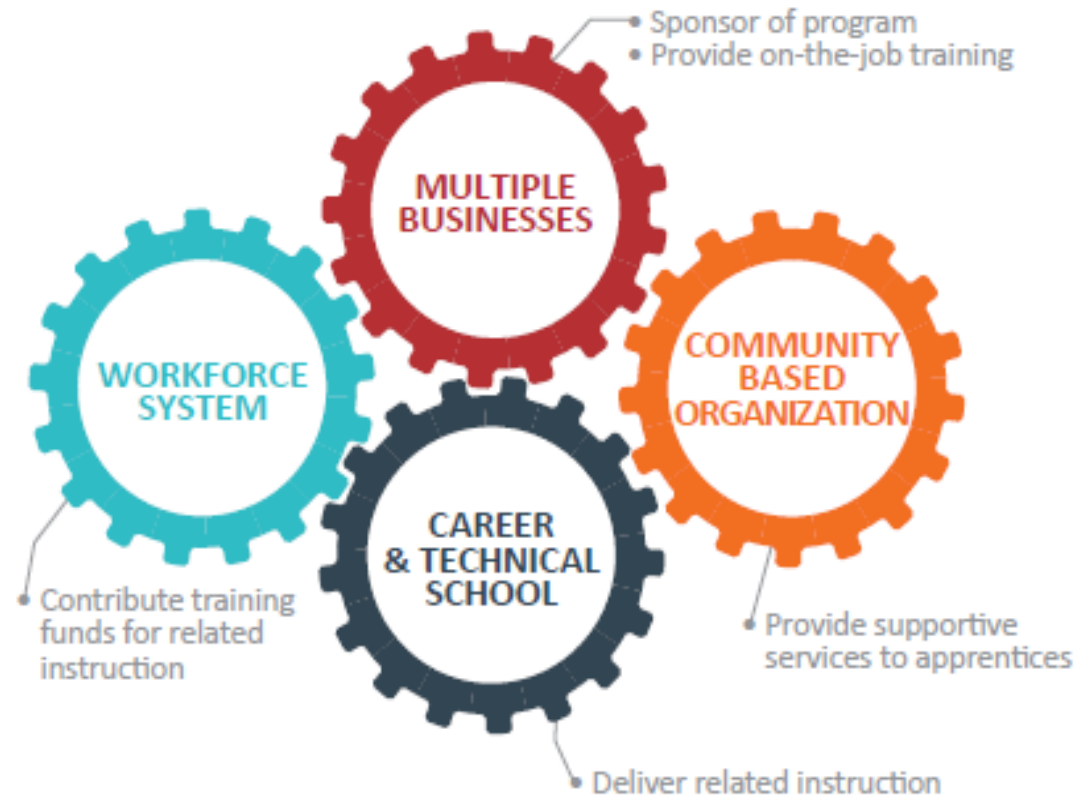 • Sponsor of program
• Provide on-the-job training
MULTIPLE
BUSINESSES
WORKFORCE
SYSTEM
COMMUNITY
BASED
ORGANIZATION
CAREER
& TECHNICAL
SCHOOL
• Contribute training
funds for related
instruction
• Provide supportive
services to apprentices
• Deliver related instruction